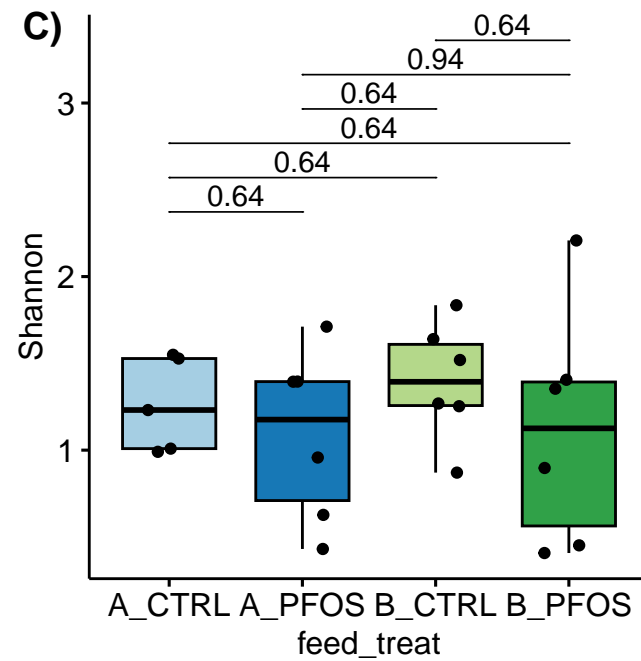 C)
0.64
0.94
0.64
0.64
0.64
0.64
3
2
1
Shannon
A_CTRL A_PFOS B_CTRL B_PFOS
feed_treat